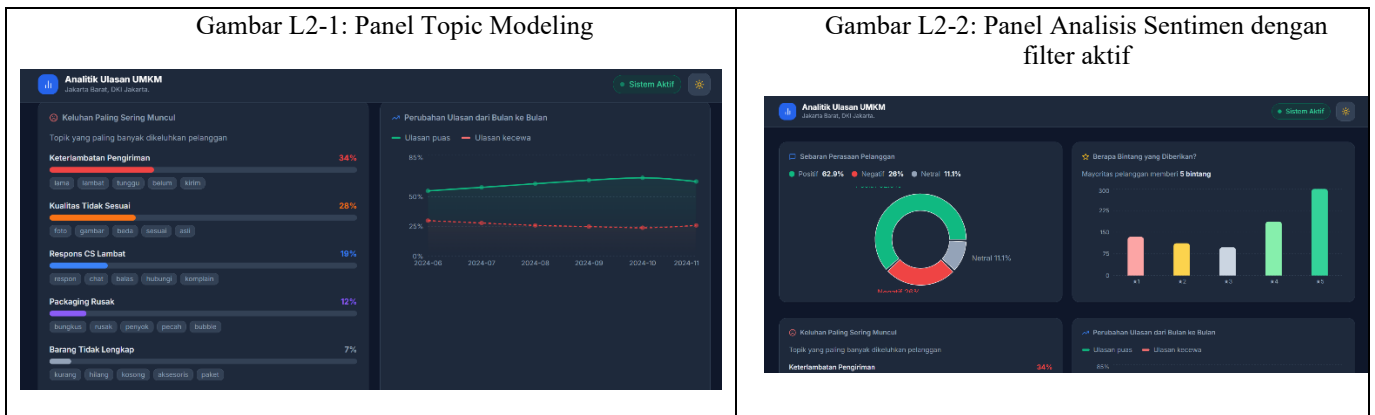 Gambar L2-1: Panel Topic Modeling
Analitik Ulasan UMKM
Jakarta Barat, DKI Jakarta.
Sistem Aktif
Keluhan Paling Sering Muncul
Topik yang paling banyak dikeluhkan pelanggan
Keterlambatan Pengiriman 34%
lama lambat tunggu belum kirim
Kualitas Tidak Sesuai 28%
foto gambar beda sesuai asli
Respons CS Lambat 19%
respon chat balas hubungi komplain
Packaging Rusak 12%
bungkus rusak penyok pecah bubble
Barang Tidak Lengkap 7%
kurang hilang kosong aksesoris paket
Perubahan Ulasan dari Bulan ke Bulan
Ulasan puas Ulasan kecewa
85%
50%
25%
0%
2024-06 2024-07 2024-08 2024-09 2024-10 2024-11
Gambar L2-2: Panel Analisis Sentimen dengan
filter aktif
Analitik Ulasan UMKM
Jakarta Barat, DKI Jakarta.
Sistem Aktif
Sebaran Perasaan Pelanggan
Positif 62.9% Negatif 26% Netral 11.1%
Netral 11.1%
Negatif 26%
Berapa Bintang yang Diberikan?
Mayoritas pelanggan memberi 5 bintang
300
225
150
75
0
★1 ★2 ★3 ★4 ★5
Keluhan Paling Sering Muncul
Topik yang paling banyak dikeluhkan pelanggan
Keterlambatan Pengiriman 34%
Perubahan Ulasan dari Bulan ke Bulan
Ulasan puas Ulasan kecewa
85%